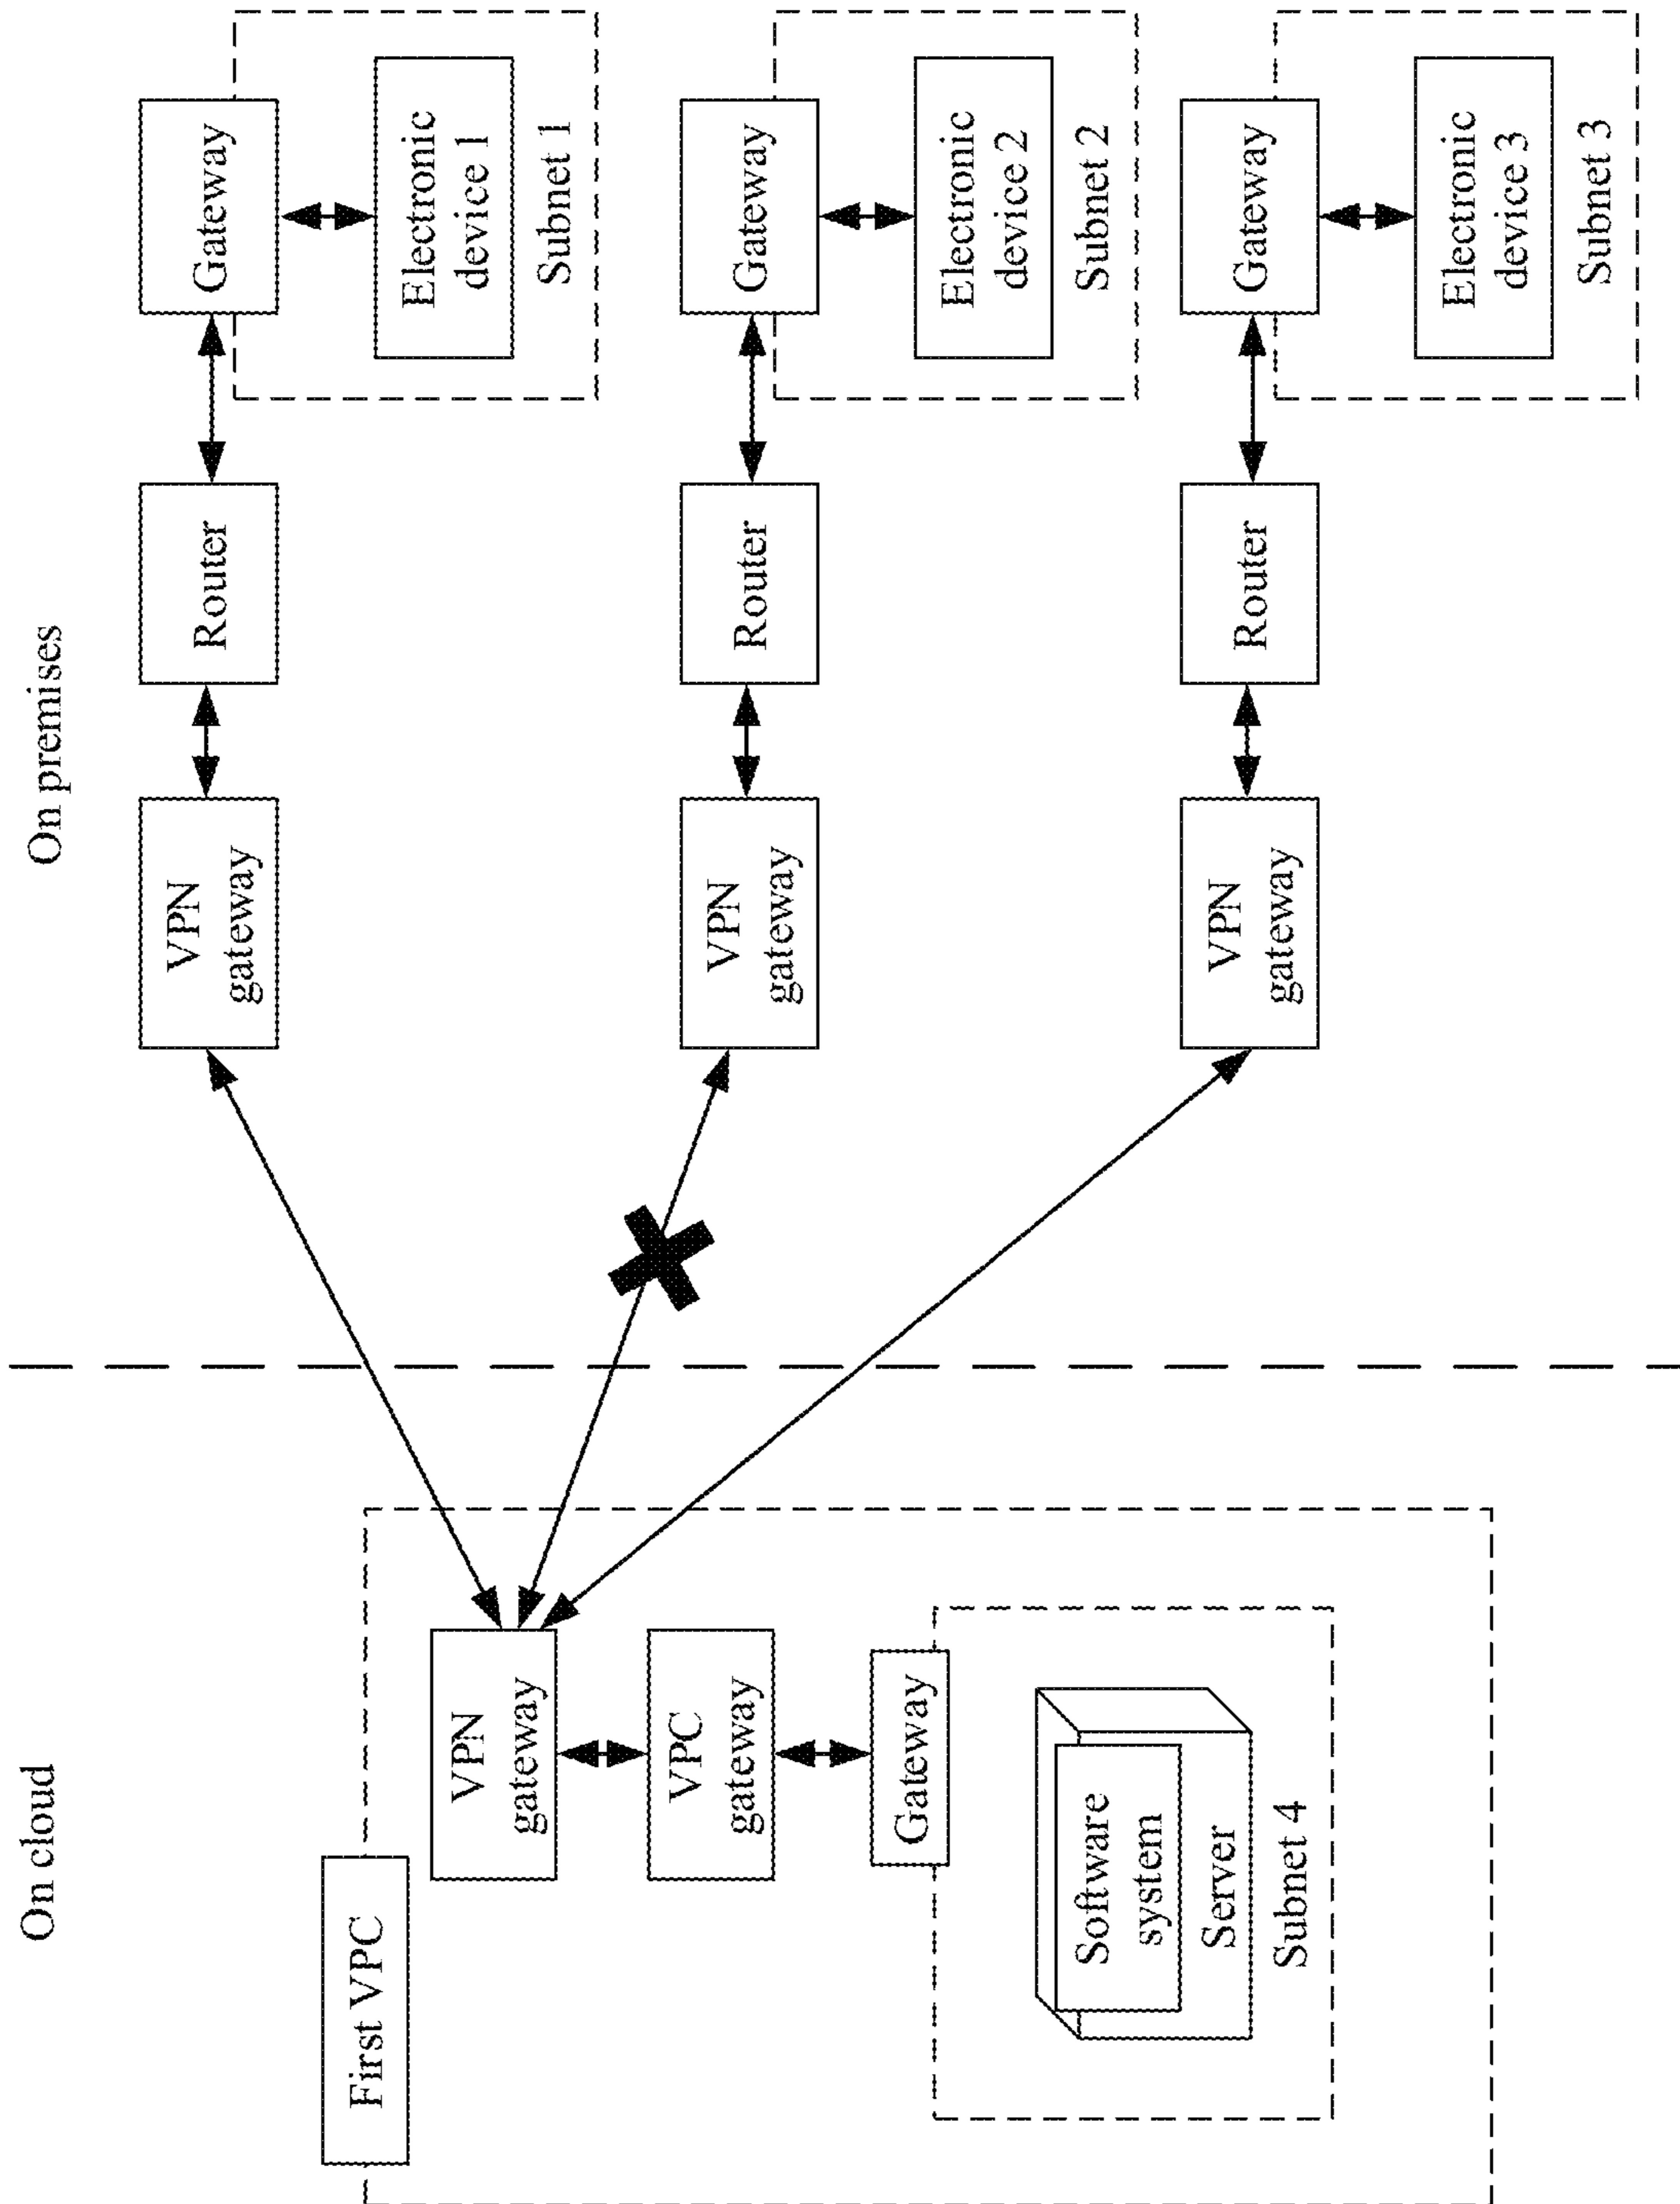 On cloud
On premises
First VPC
VPN
gateway
VPC
gateway
Gateway
Software
system
Server
Subnet 4
VPN
gateway
Router
Gateway
Electronic
device 1
Subnet 1
VPN
gateway
Router
Gateway
Electronic
device 2
Subnet 2
VPN
gateway
Router
Gateway
Electronic
device 3
Subnet 3